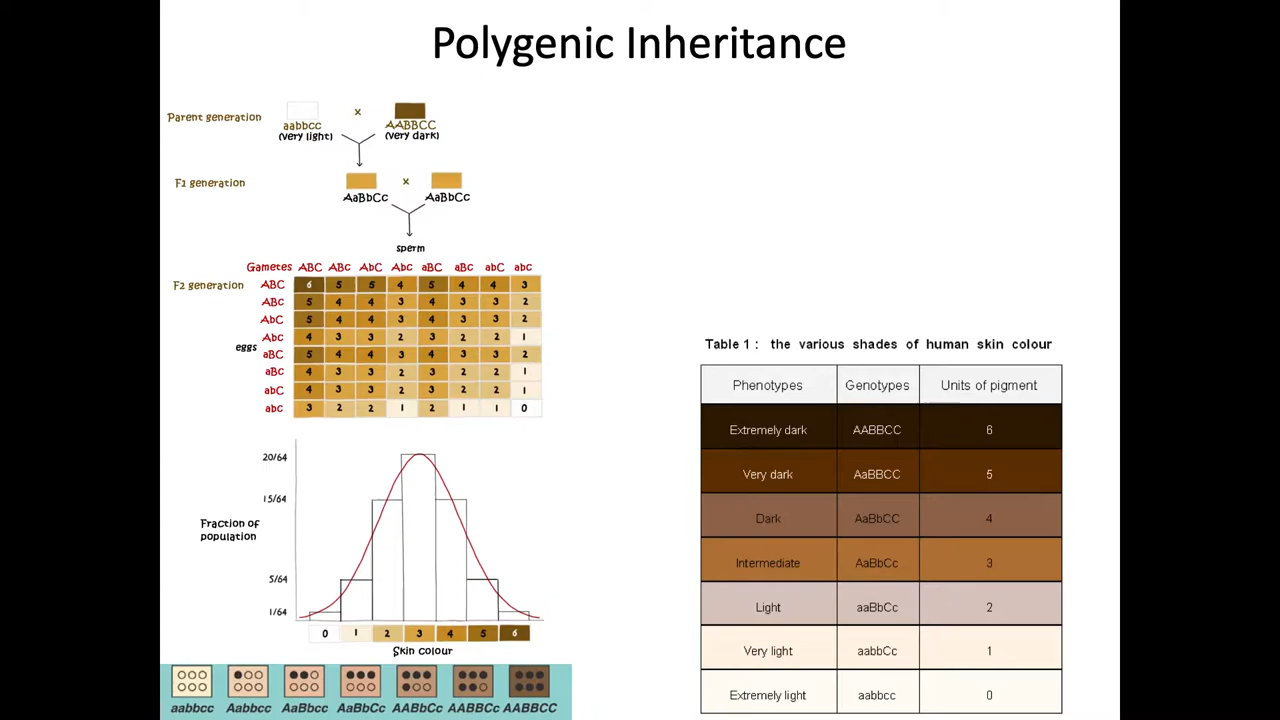 Polygenic Inheritance
Parent generation
x
aabbcc
(very light)
AABBCC
(very dark)
F1 generation
x
AaBbCc
AaBbCc
sperm
Gametes ABC ABc AbC Abc aBC aBc abC abc
F2 generation
eggs
ABC 6 5 5 4 5 4 4 3
ABc 5 4 4 3 4 3 3 2
AbC 5 4 4 3 4 3 3 2
Abc 4 3 3 2 3 2 2 1
aBC 5 4 4 3 4 3 3 2
aBc 4 3 3 2 3 2 2 1
abC 4 3 3 2 3 2 2 1
abc 3 2 2 1 2 1 1 0
20/64
15/64
Fraction of
population
5/64
1/64
0 1 2 3 4 5 6
Skin colour
aabbcc Aabbcc AaBbcc AaBbCc AABbCc AABBCc AABBCC
Table 1 : the various shades of human skin colour
Phenotypes Genotypes Units of pigment
Extremely dark AABBCC 6
Very dark AaBBCC 5
Dark AaBbCC 4
Intermediate AaBbCc 3
Light aaBbCc 2
Very light aabbCc 1
Extremely light aabbcc 0